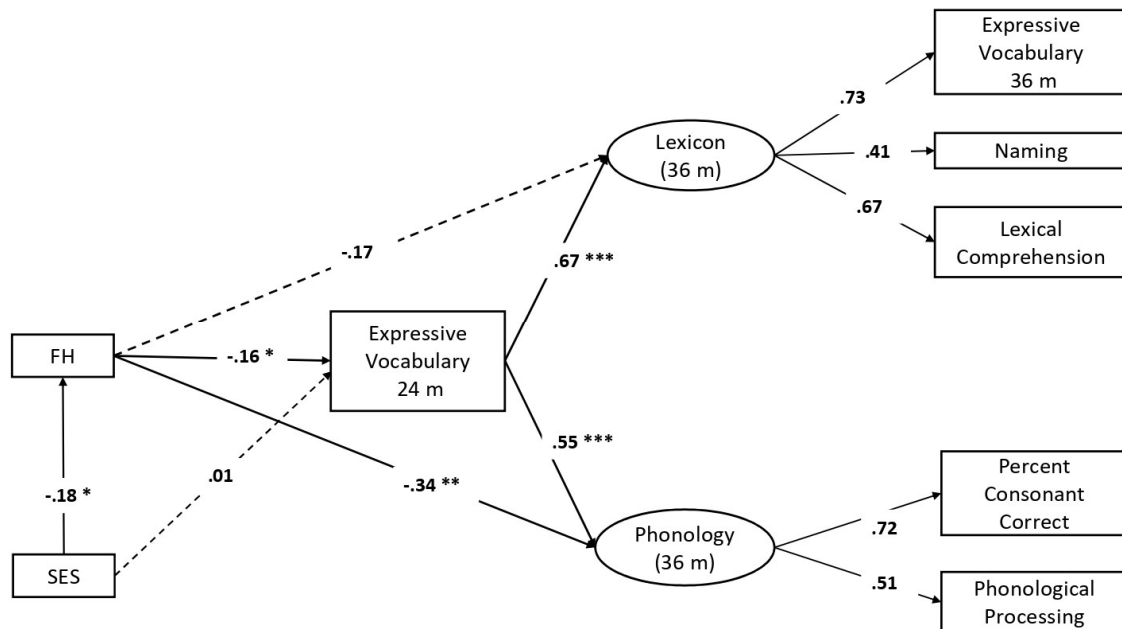 Expressive
Vocabulary
36 m
.73
Lexicon
(36 m)
.41
Naming
.67
Lexical
Comprehension
-.17
.67 ***
FH
-.16 *
Expressive
Vocabulary
24 m
.55 ***
-.18 *
.01
-.34 **
SES
Phonology
(36 m)
Percent
Consonant
Correct
.72
.51
Phonological
Processing